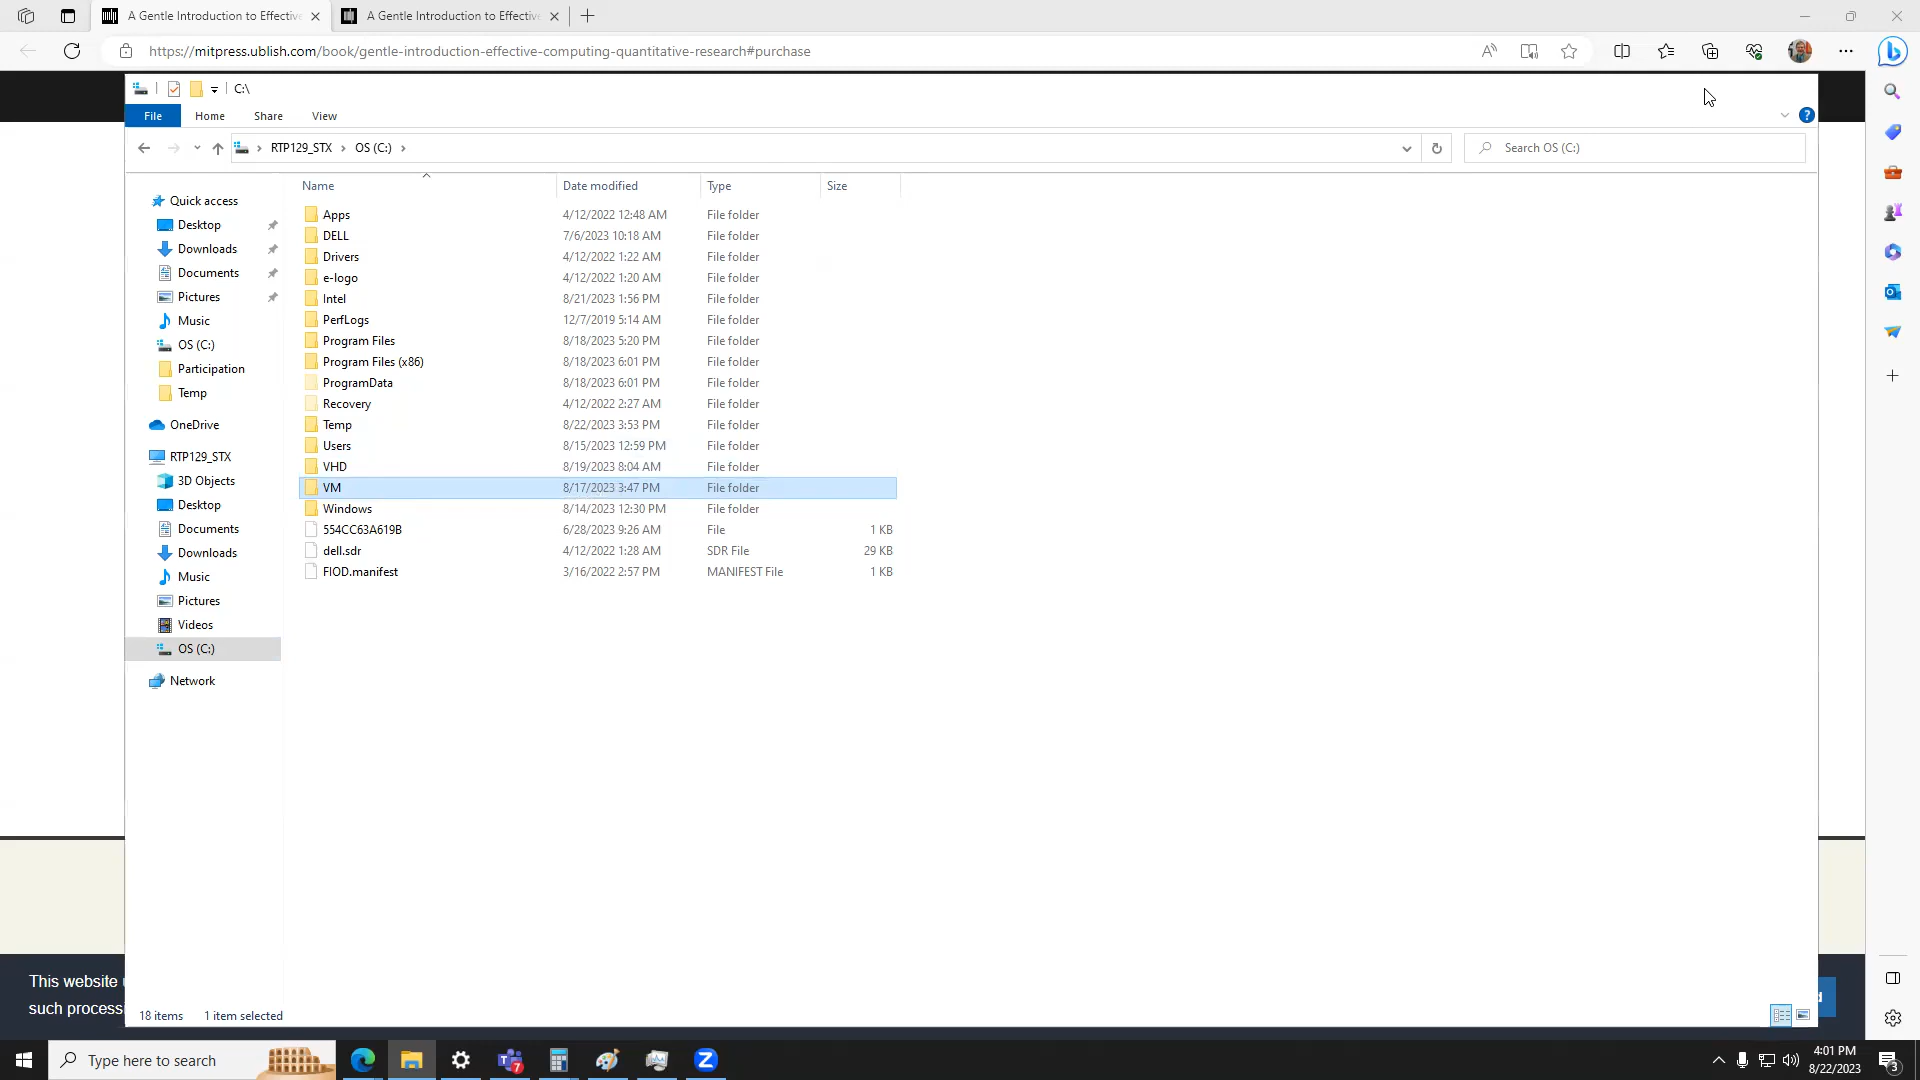 A Gentle Introduction to Effective
A Gentle Introduction to Effective
https://mitpress.ublish.com/book/gentle-introduction-effective-computing-quantitative-research#purchase
C:\
File Home Share View
RTP129_STX > OS (C:) >
Search OS (C:)
Name Date modified Type Size
Quick access
Desktop
Downloads
Documents
Pictures
Music
OS (C:)
Participation
Temp
OneDrive
RTP129_STX
3D Objects
Desktop
Documents
Downloads
Music
Pictures
Videos
OS (C:)
Network
Apps 4/12/2022 12:48 AM File folder
DELL 7/6/2023 10:18 AM File folder
Drivers 4/12/2022 1:22 AM File folder
e-logo 4/12/2022 1:20 AM File folder
Intel 8/21/2023 1:56 PM File folder
PerfLogs 12/7/2019 5:14 AM File folder
Program Files 8/18/2023 5:20 PM File folder
Program Files (x86) 8/18/2023 6:01 PM File folder
ProgramData 8/18/2023 6:01 PM File folder
Recovery 4/12/2022 2:27 AM File folder
Temp 8/22/2023 3:53 PM File folder
Users 8/15/2023 12:59 PM File folder
VHD 8/19/2023 8:04 AM File folder
VM 8/17/2023 3:47 PM File folder
Windows 8/14/2023 12:30 PM File folder
554CC63A619B 6/28/2023 9:26 AM File 1 KB
dell.sdr 4/12/2022 1:28 AM SDR File 29 KB
FIOD.manifest 3/16/2022 2:57 PM MANIFEST File 1 KB
This website
such process
18 items 1 item selected
Type here to search
7
4:01 PM
8/22/2023
3